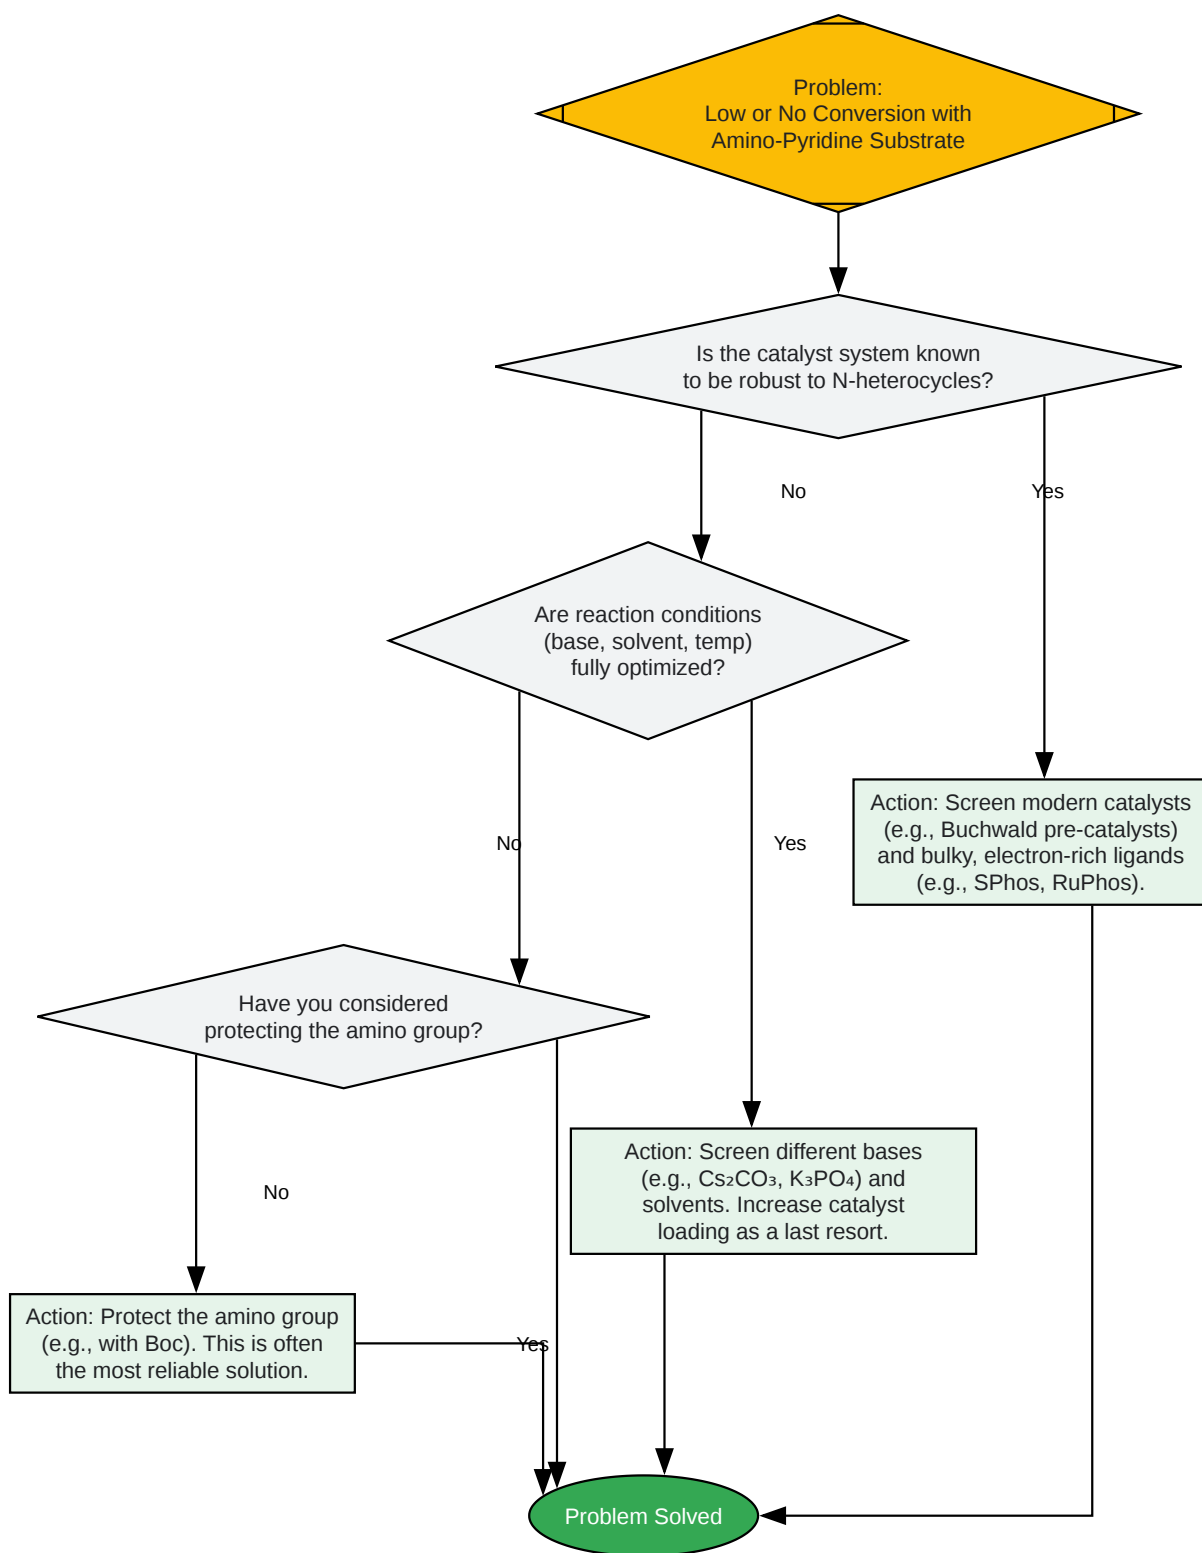 Problem:
Low or No Conversion with
Amino-Pyridine Substrate
Is the catalyst system known
to be robust to N-heterocycles?
No
Yes
Are reaction conditions
(base, solvent, temp)
fully optimized?
Action: Screen modern catalysts
(e.g., Buchwald pre-catalysts)
and bulky, electron-rich ligands
(e.g., SPhos, RuPhos).
No
Yes
Have you considered
protecting the amino group?
Action: Screen different bases
(e.g., Cs₂CO₃, K₃PO₄) and
solvents. Increase catalyst
loading as a last resort.
No
Action: Protect the amino group
(e.g., with Boc). This is often
the most reliable solution.
Yes
Problem Solved